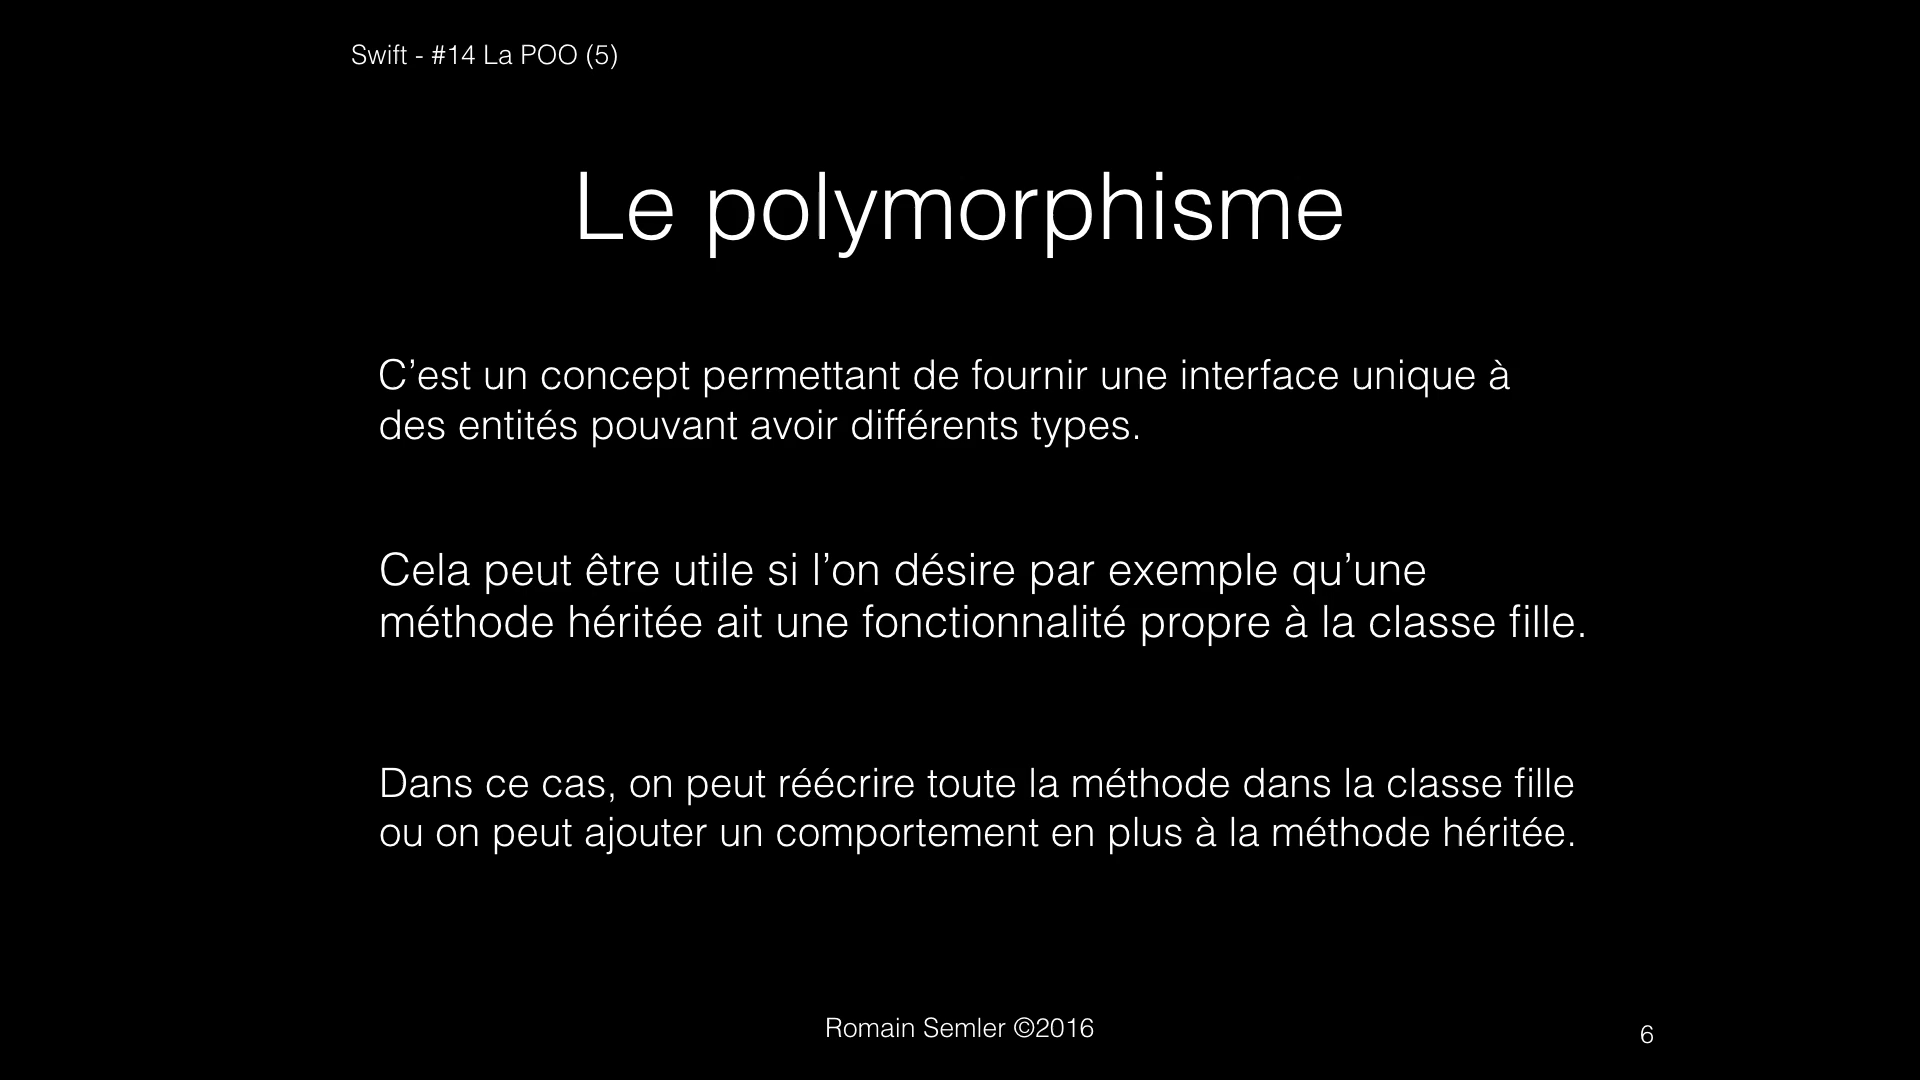 Swift - #14 La POO (5)
Le polymorphisme
C’est un concept permettant de fournir une interface unique à
des entités pouvant avoir différents types.
Cela peut être utile si l’on désire par exemple qu’une
méthode héritée ait une fonctionnalité propre à la classe fille.
Dans ce cas, on peut réécrire toute la méthode dans la classe fille
ou on peut ajouter un comportement en plus à la méthode héritée.
Romain Semler ©2016
6